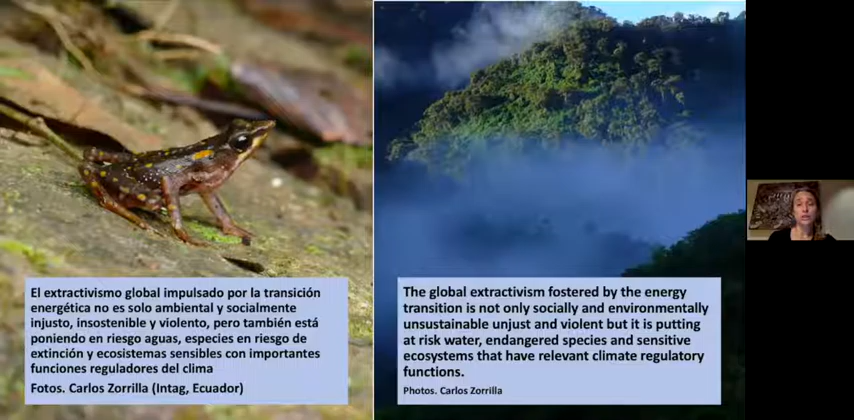 El extractivismo global impulsado por la transición
energética no es solo ambiental y socialmente
injusto, insostenible y violento, pero también está
poniendo en riesgo aguas, especies en riesgo de
extinción y ecosistemas sensibles con importantes
funciones reguladores del clima
Fotos. Carlos Zorrilla (Intag, Ecuador)
The global extractivism fostered by the energy
transition is not only socially and environmentally
unsustainable unjust and violent but it is putting
at risk water, endangered species and sensitive
ecosystems that have relevant climate regulatory
functions.
Photos. Carlos Zorrilla